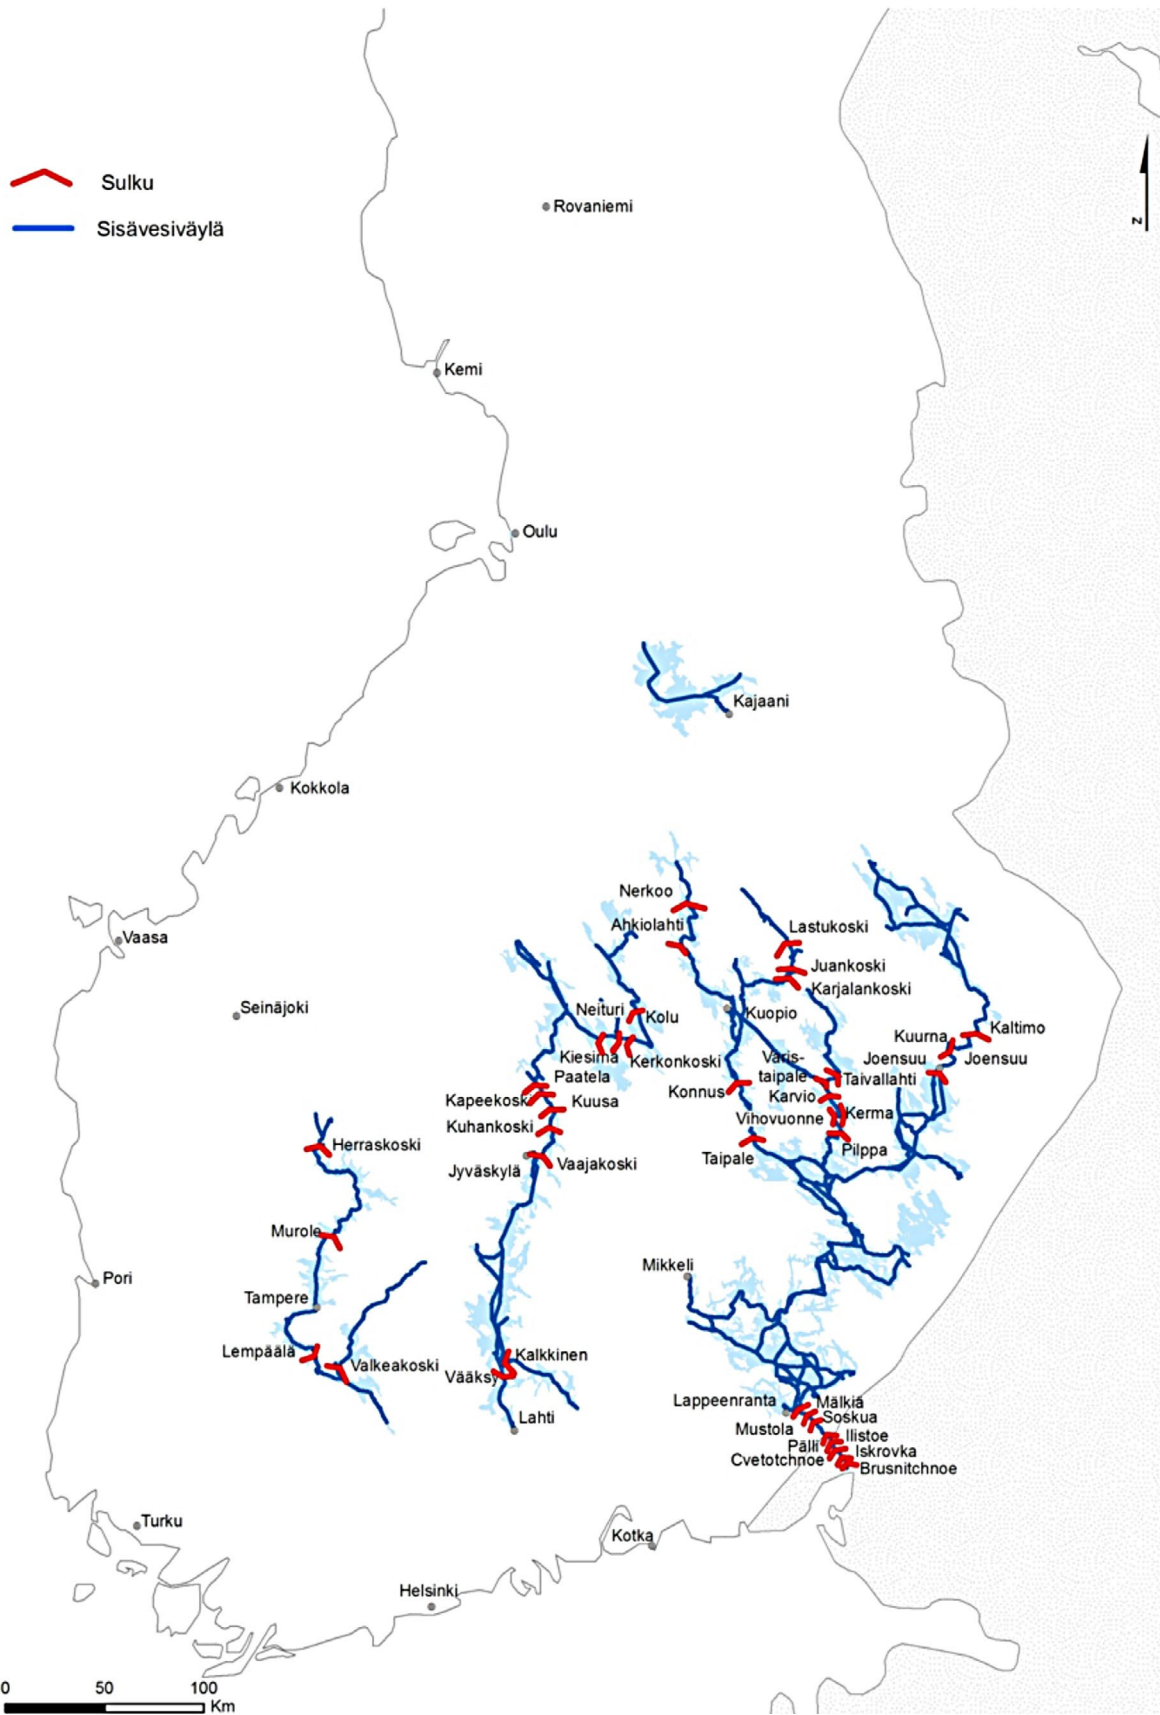 Sulku
Sisävesiväylä
Rovaniemi
z
Kemi
Oulu
Kajaani
Kokkola
Vaasa
Seinäjoki
Nerkoo
Ahkiolahti
Lastukoski
Juankoski
Karjalankoski
Kuopio
Neituri
Kolu
Kiesimä
Kerkonkoski
Paatela
Kapeekoski
Kuusa
Kuhankoski
Jyväskylä
Vaajakoski
Konnus
Varis-
taipale
Taivallahti
Karvio
Kerma
Vihovuonne
Pilppa
Taipale
Kuurna
Kaltimo
Joensuu
Joensuu
Herraskoski
Murole
Pori
Tampere
Lempäälä
Valkeakoski
Mikkeli
Kalkkinen
Vääksy
Lahti
Lappeenranta
Mälkiä
Mustola
Soskua
Pälli
Ilistoe
Cvetotchnoe
Iskrovka
Brusnitchnoe
Turku
Kotka
Helsinki
0 50 100
Km